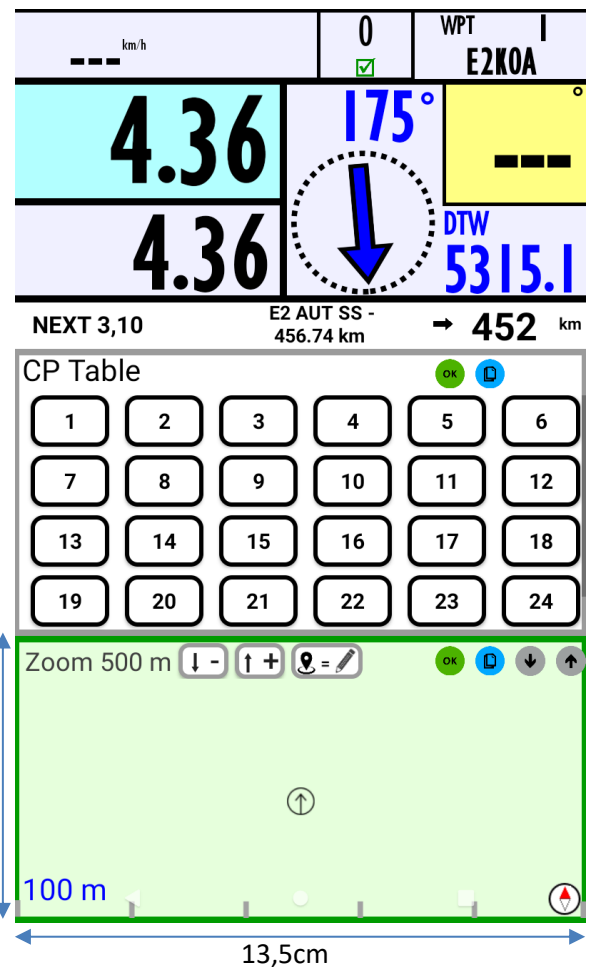 --- km/h
0
WPT 1
E2K0A
4.36
175°
°
---
4.36
DTW
5315.1
NEXT 3,10
E2 AUT SS -
456.74 km
→ 452 km
CP Table
OK
1 2 3 4 5 6
7 8 9 10 11 12
13 14 15 16 17 18
19 20 21 22 23 24
Zoom 500 m ↓ - ↑ + =
OK ↓ ↑
100 m
13,5cm